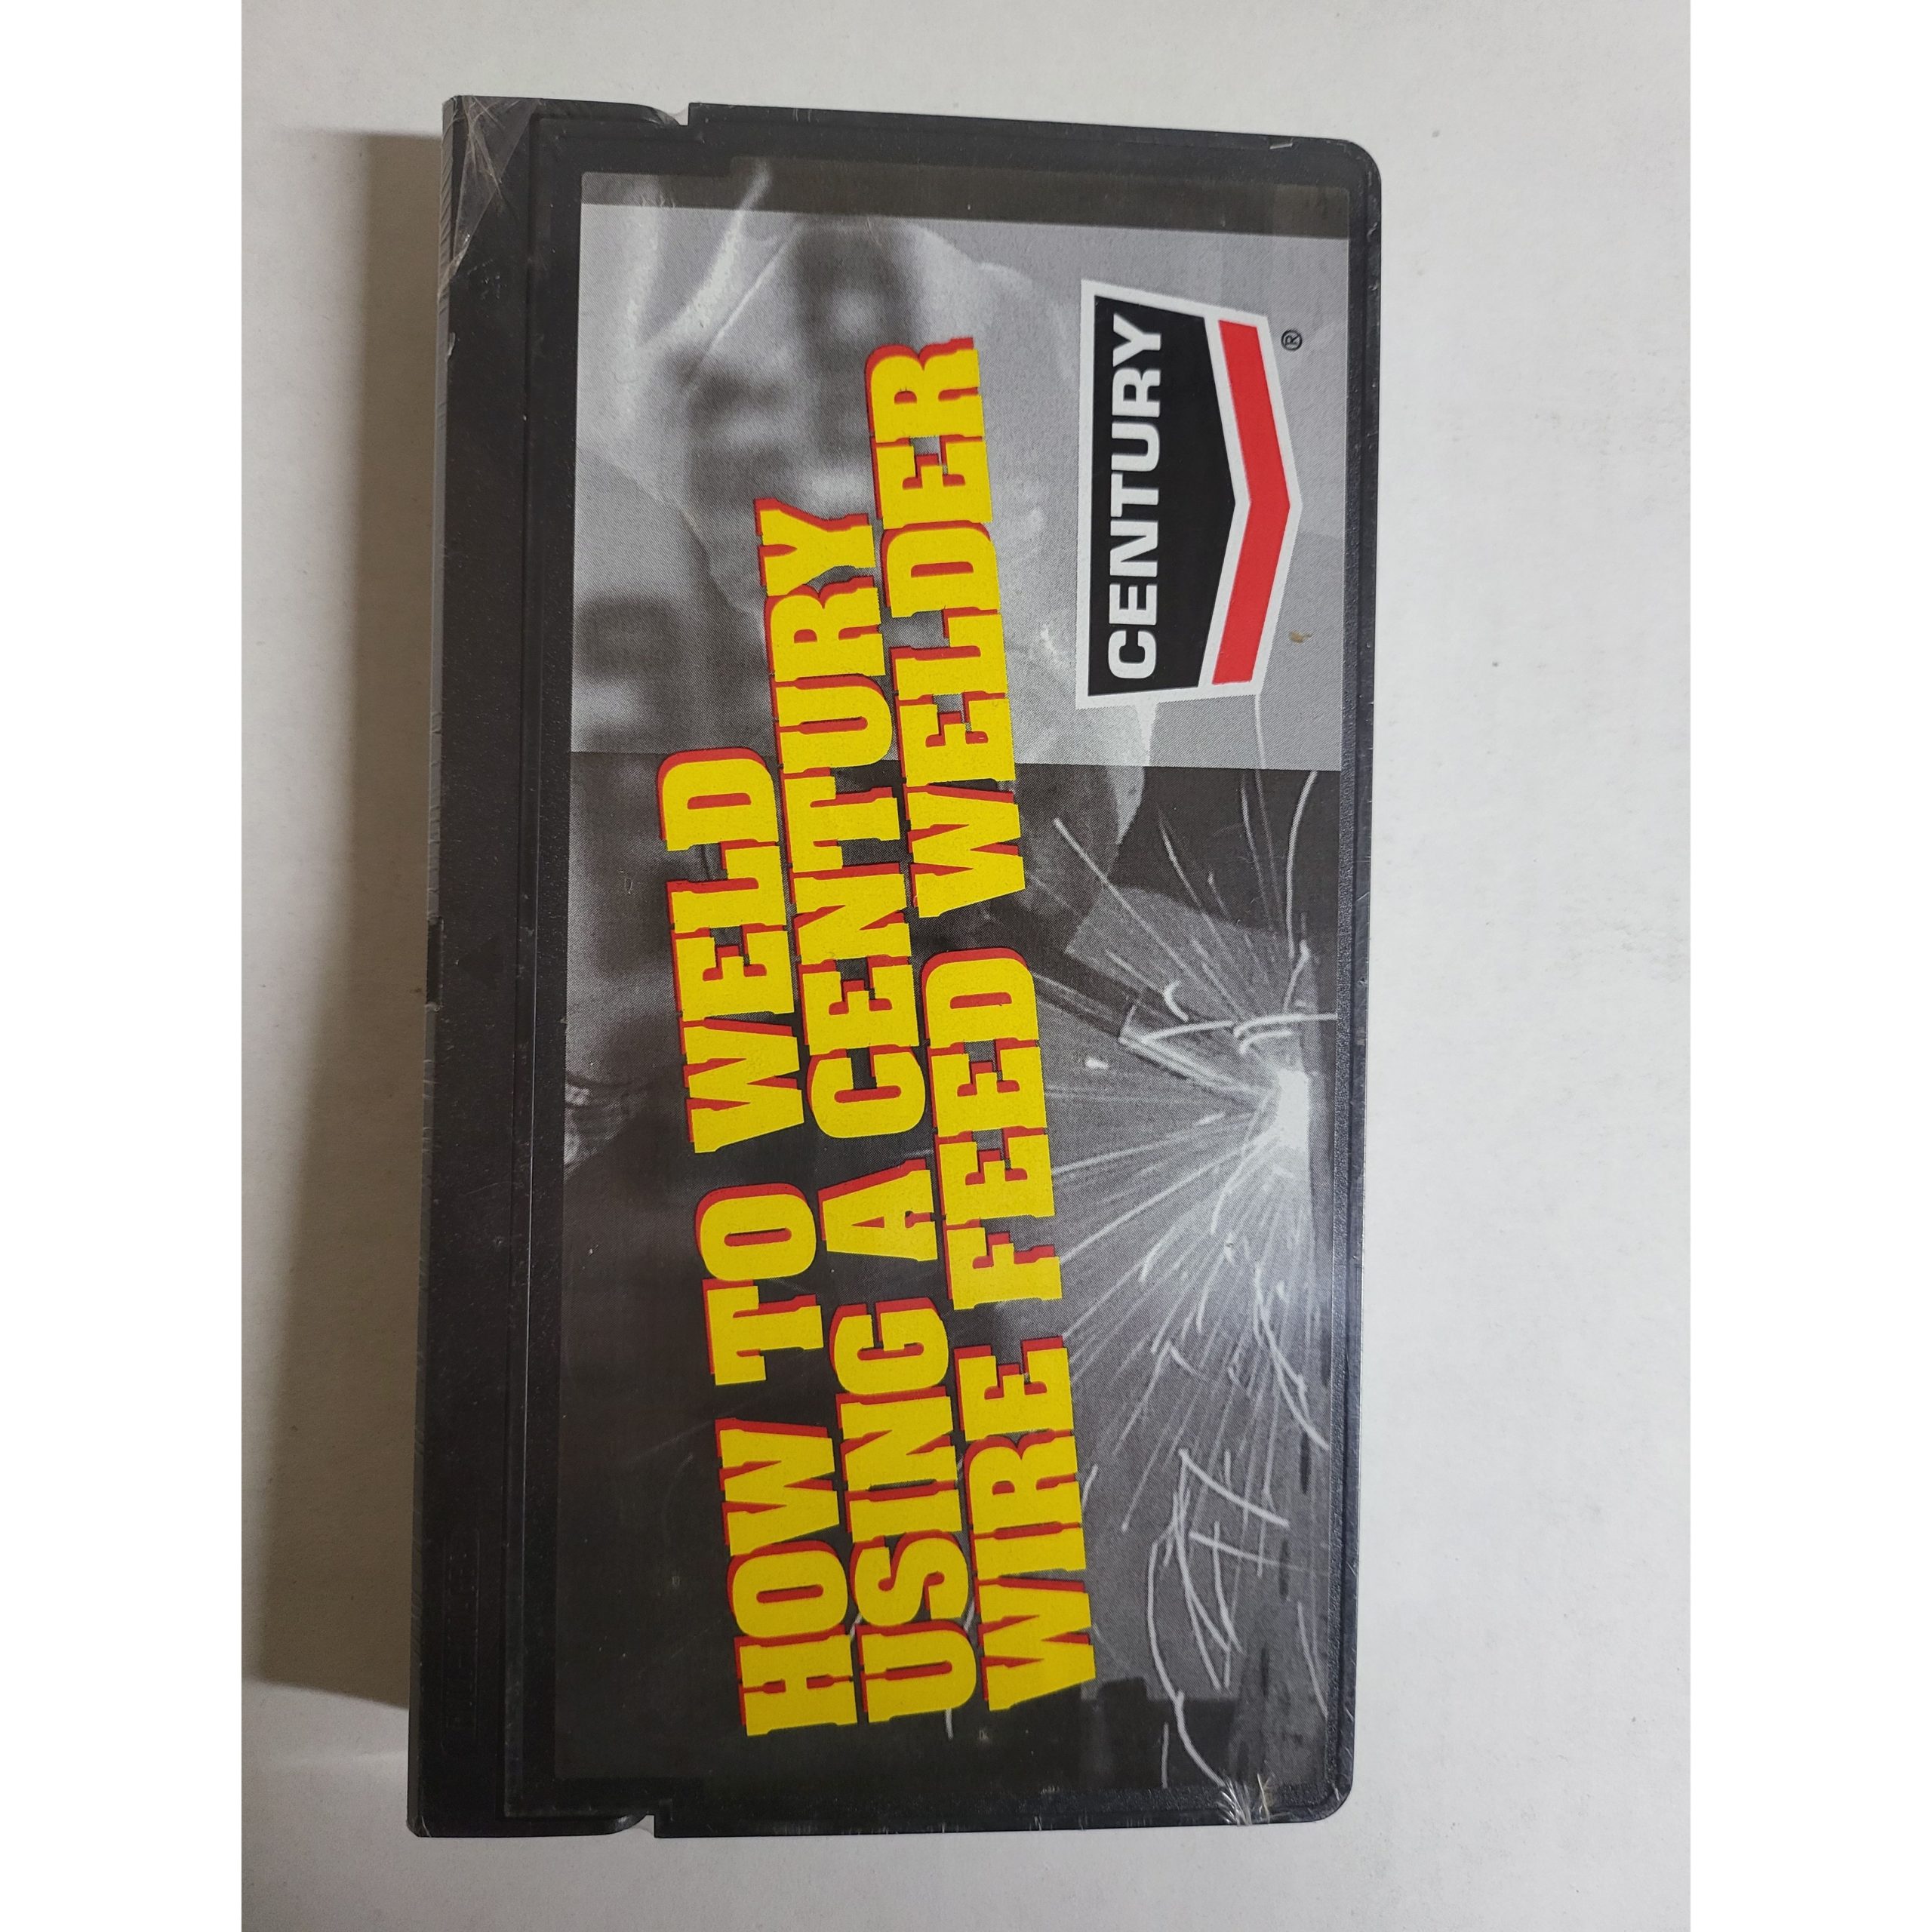 HOW TO WELD
USING A CENTURY
WIRE FEED WELDER
CENTURY
®